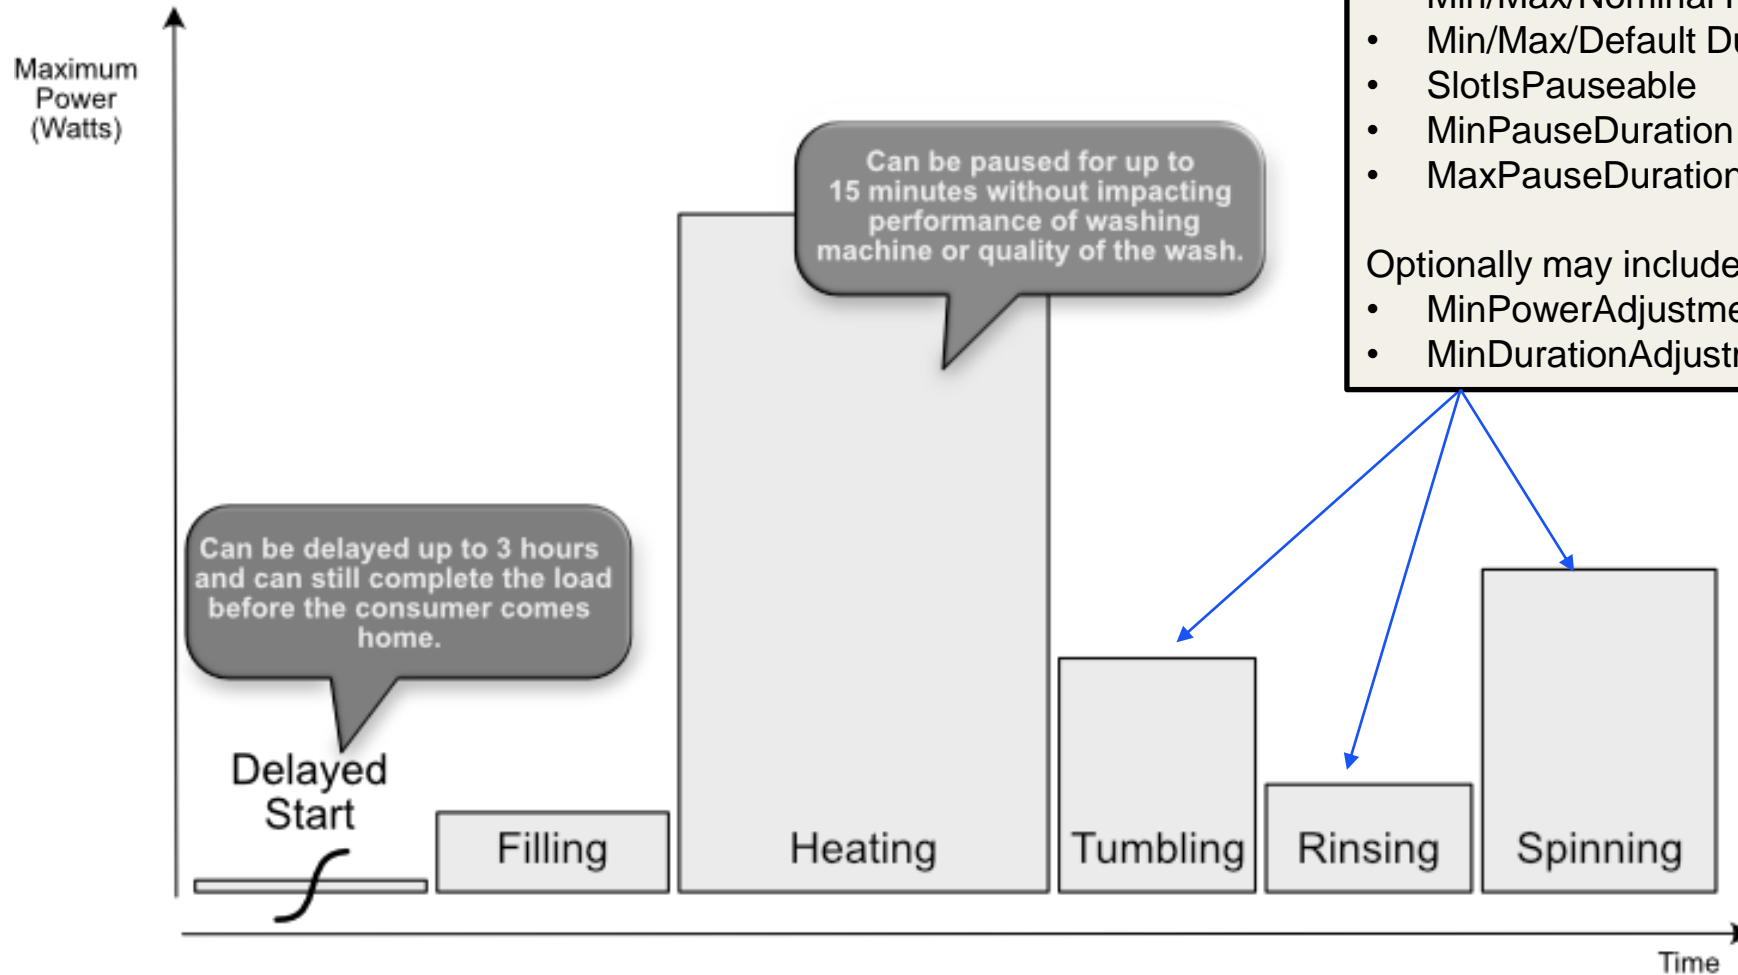 Maximum
Power
(Watts)
Can be paused for up to
15 minutes without impacting
performance of washing
machine or quality of the wash.
• Min/Max/Default
• SlotIsPauseable
• MinPauseDuration
• MaxPauseDuration
Optionally may include
•
•
Can be delayed up to 3 hours
and can still complete the load
before the consumer comes
home.
Delayed
Start
Filling
Heating
Tumbling
Rinsing
Spinning
Time